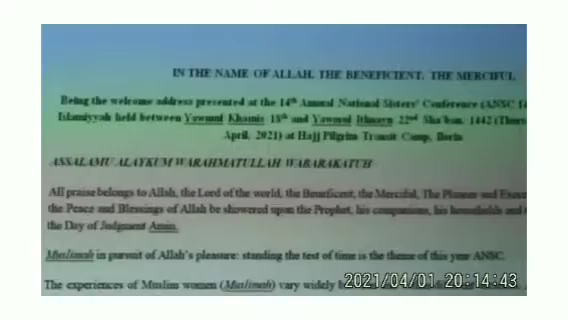 IN THE NAME OF ALLAH, THE BENEFICIENT, THE MERCIFUL
Being the welcome address presented at the 14th Annual National Sisters' Conference (ANSC 14
Islamiyyah held between Yawmul Khamis 18th and Yawmul Ithnayn 22nd Sha'ban, 1442 (Thurs
April, 2021) at Hajj Pilgrim Transit Camp, Ilorin
ASSALAMU ALAYKUM WARAHMATULLAH WABARAKATUH
All praise belongs to Allah, the Lord of the world, the Beneficent, the Merciful, The Planner and
the Peace and Blessings of Allah be showered upon the Prophet, his companions, his households and
the Day of Judgment Amin.
Muslimah in pursuit of Allah's pleasure: standing the test of time is the theme of this year ANSC.
The experiences of Muslim women (Muslimah) vary widely
2021/04/01 20:14:43